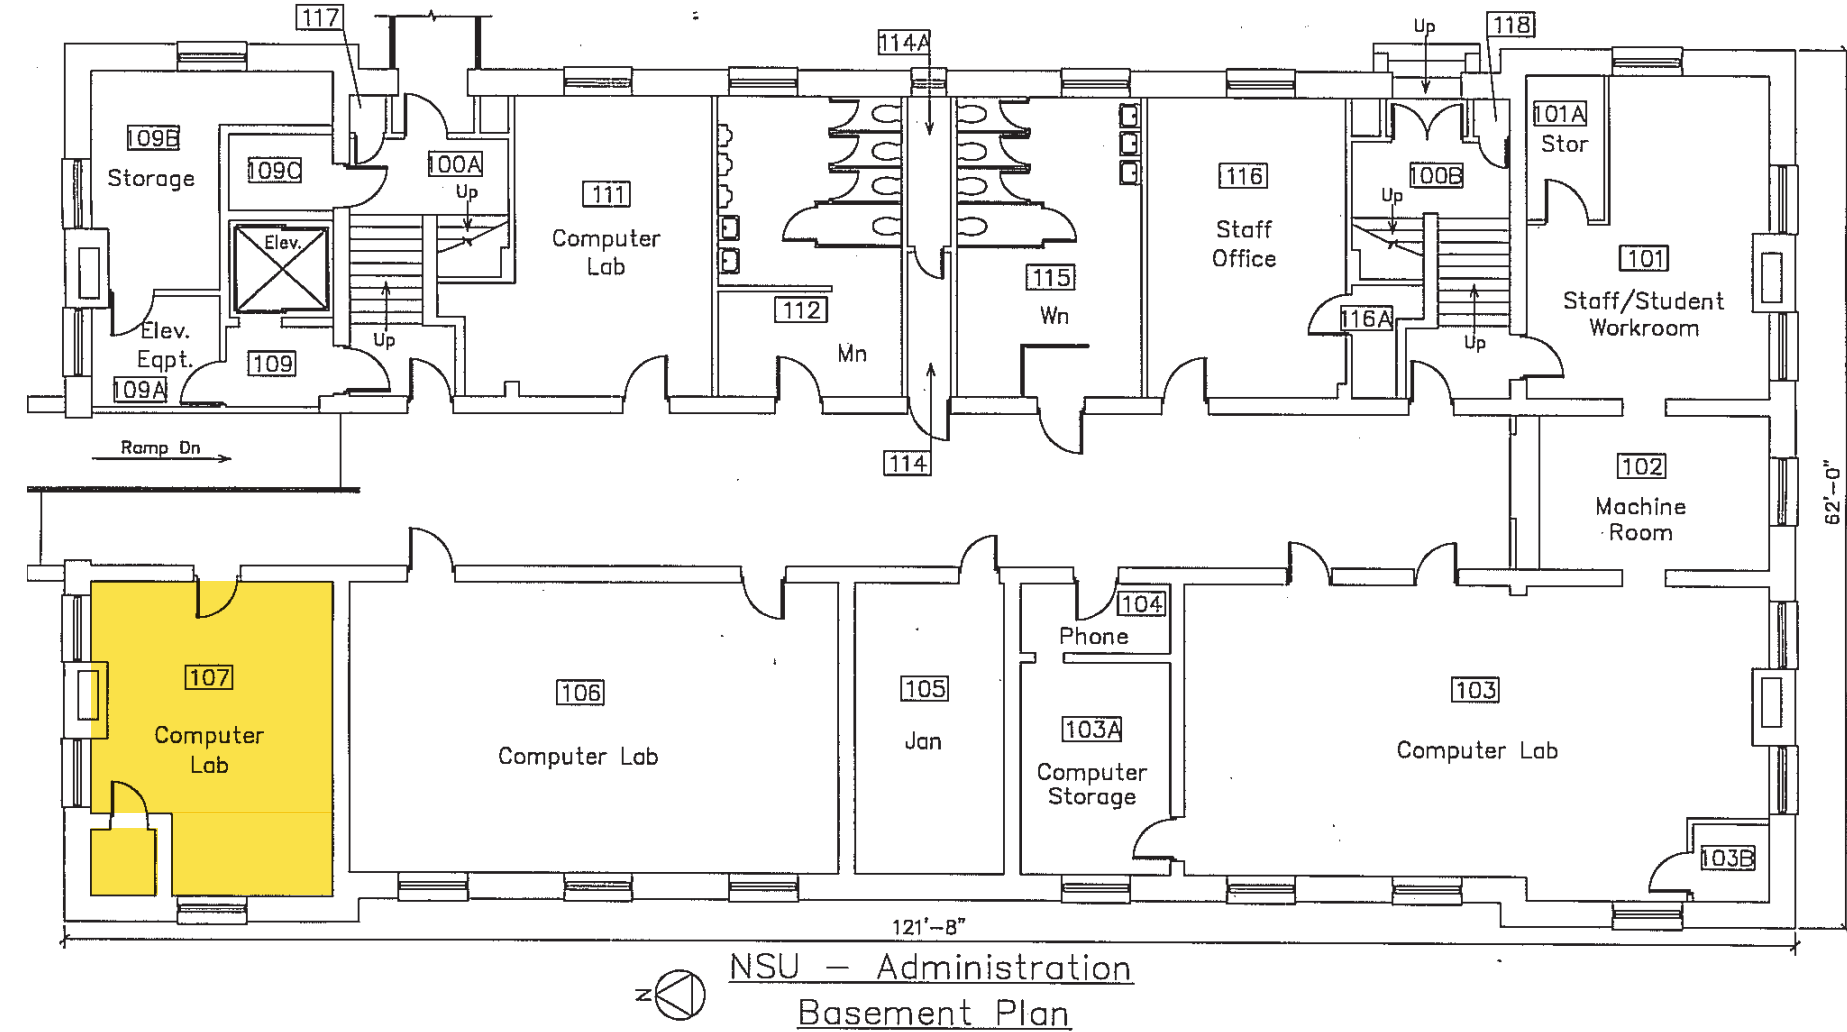 117
114A
Up
118
109B
Storage
109C
100A
Up
111
Computer
Lab
116
Staff
Office
100B
Up
101A
Stor
Elev.
115
Wn
101
Staff/Student
Workroom
112
Mn
116A
Up
Up
Elev.
Eqpt.
109A
109
Ramp Dn
114
102
Machine
Room
62'-0"
104
Phone
107
Computer
Lab
106
Computer Lab
105
Jan
103A
Computer
Storage
103
Computer Lab
103B
121'-8"
NSU - Administration
Basement Plan
N